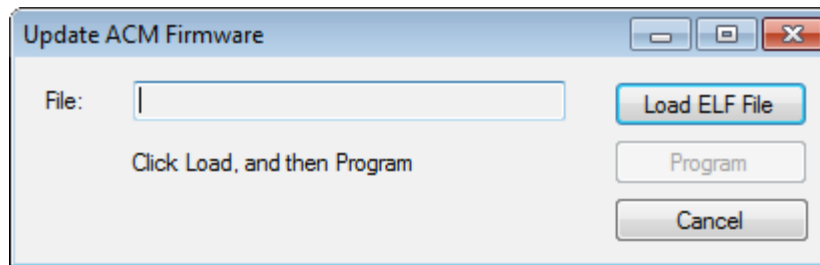 Update ACM Firmware
File:
Load ELF File
Click Load, and then Program
Program
Cancel